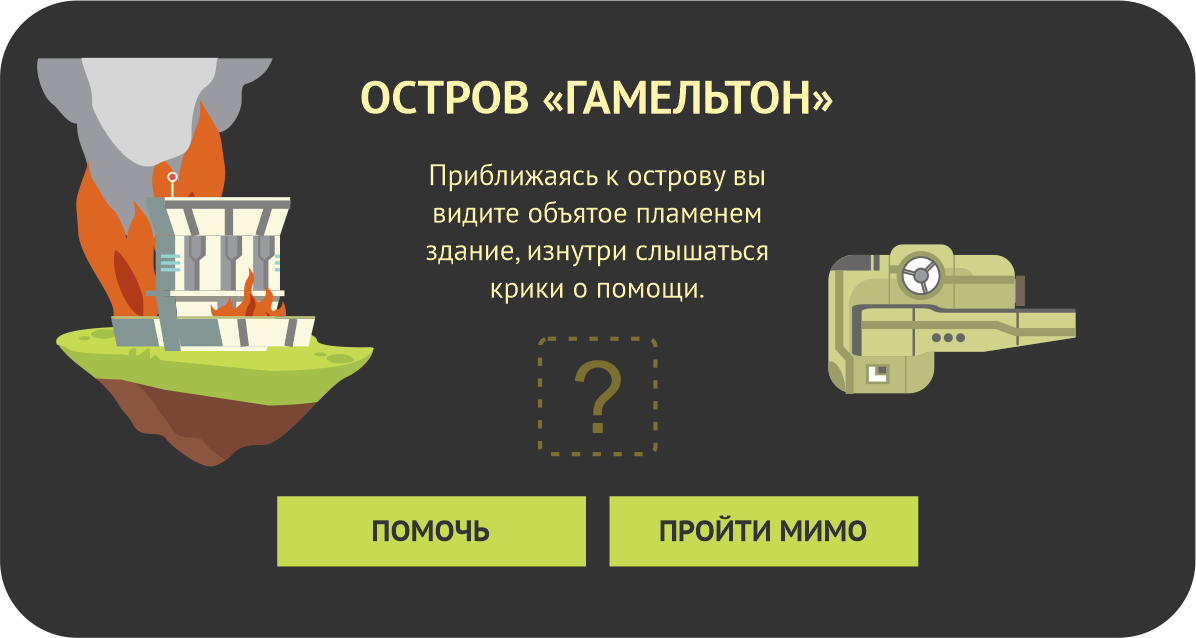 ОСТРОВ «ГАМЕЛЬТОН»
Приближаясь к острову вы
видите объятое пламенем
здание, изнутри слышаться
крики о помощи.
?
ПОМОЧЬ
ПРОЙТИ МИМО